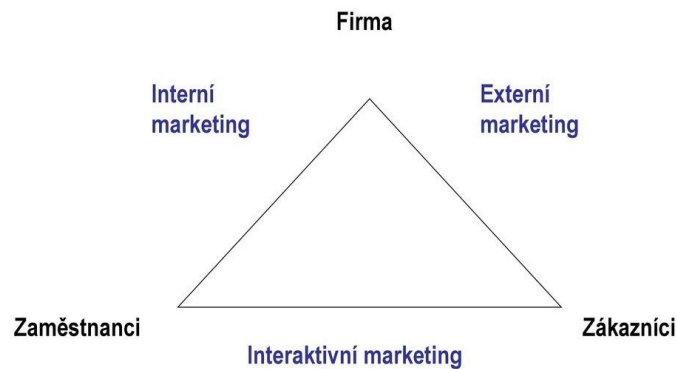 Firma
Interní
marketing
Externí
marketing
Zaměstnanci
Zákazníci
Interaktivní marketing